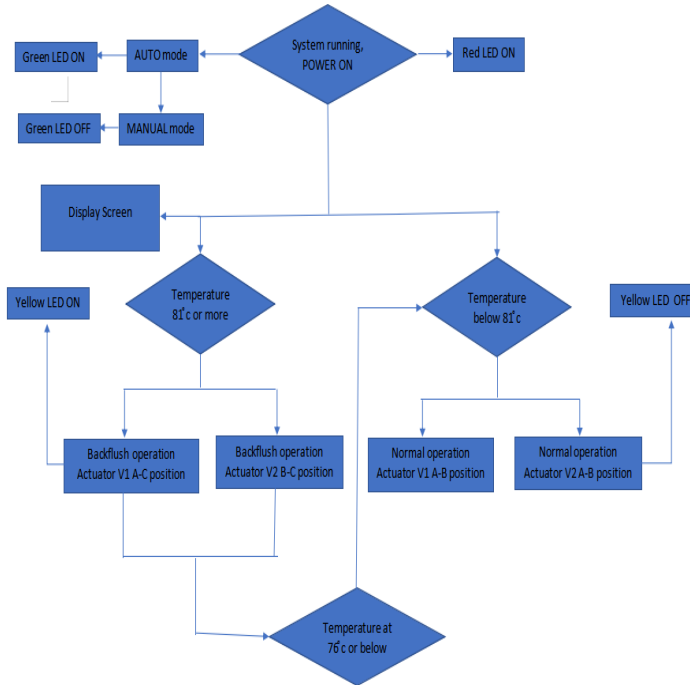 System running,
POWER ON
Green LED ON
AUTO mode
Red LED ON
Green LED OFF
MANUAL mode
Display Screen
Temperature
81°c or more
Temperature
below 81°c
Yellow LED ON
Yellow LED OFF
Backflush operation
Actuator V1 A-C position
Backflush operation
Actuator V2 B-C position
Normal operation
Actuator V1 A-B position
Normal operation
Actuator V2 A-B position
Temperature at
76°c or below